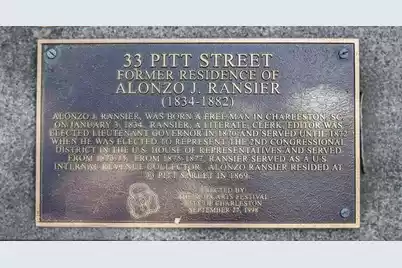 33 PITT STREET
FORMER RESIDENCE OF
ALONZO J. RANSIER
(1834-1882)
ALONZO J. RANSIER, WAS BORN A FREE MAN IN CHARLESTON, SC
ON JANUARY 3, 1834. RANSIER, A LITERATE, CLERK, EDITOR WAS
ELECTED LIEUTENANT GOVERNOR IN 1870 AND SERVED UNTIL 1872
WHEN HE WAS ELECTED TO REPRESENT THE 2ND CONGRESSIONAL
DISTRICT IN THE U.S. HOUSE OF REPRESENTATIVES AND SERVED
FROM 1873-75. FROM 1875-1877, RANSIER SERVED AS A U.S.
INTERNAL REVENUE COLLECTOR. ALONZO RANSIER RESIDED AT
PITT STREET IN 1869.
ERECTED BY
ARTS FESTIVAL
CHARLESTON
SEPTEMBER 27, 1998